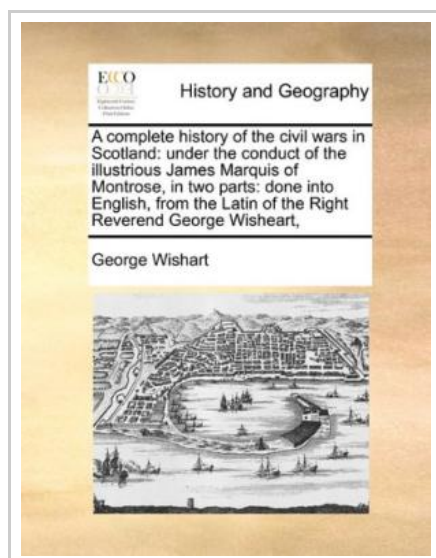 ECCO
History and Geography
A complete history of the civil wars in
Scotland: under the conduct of the
illustrious James Marquis of
Montrose, in two parts: done into
English, from the Latin of the Right
Reverend George Wisheart,
George Wishart